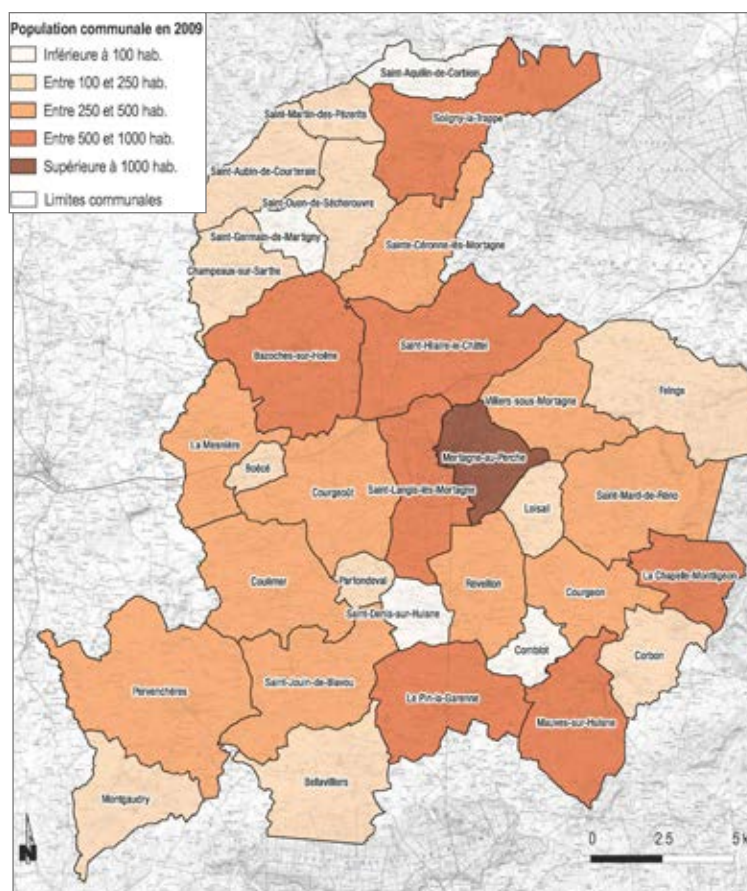 Population communale en 2009
Inférieure à 100 hab.
Entre 100 et 250 hab.
Entre 250 et 500 hab.
Entre 500 et 1000 hab.
Supérieure à 1000 hab.
Limites communales
Saint-Aquilin-de-Corbion
Saint-Martin-des-Pézerits
Soligny-la-Trappe
Saint-Aubin-de-Courteraie
Saint-Ouen-de-Sécherouvre
Saint-Germain-de-Martigny
Sainte-Céronne-lès-Mortagne
Champeaux-sur-Sarthe
Saint-Hilaire-le-Châtel
Bazoches-sur-Hoëne
Feings
Villiers-sous-Mortagne
La Mesnière
Mortagne-au-Perche
Boëcé
Courgeoût
Saint-Langis-lès-Mortagne
Saint-Mard-de-Réno
Loisail
La Chapelle-Montligeon
Coulimer
Parfondeval
Réveillon
Courgeon
Saint-Denis-sur-Huisne
Comblot
Corbon
Saint-Jouin-de-Blavou
Pervenchères
Le Pin-la-Garenne
Mauves-sur-Huisne
Bellavilliers
Montgaudry
N
0 2.5 5 k